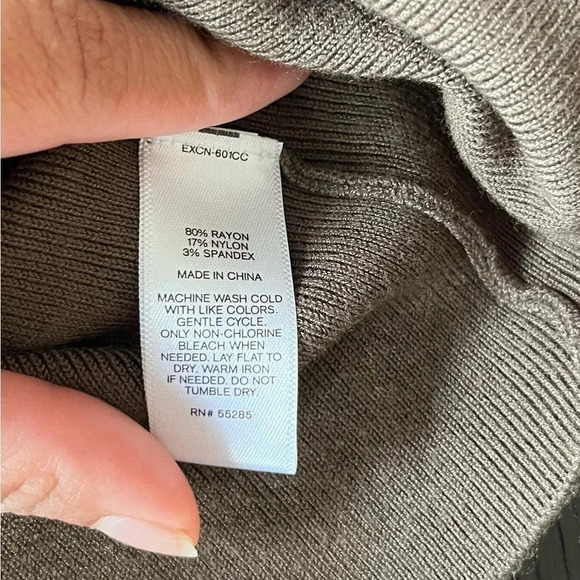 EXCN-601CC
80% RAYON
17% NYLON
3% SPANDEX
MADE IN CHINA
MACHINE WASH COLD
WITH LIKE COLORS.
GENTLE CYCLE.
ONLY NON-CHLORINE
BLEACH WHEN
NEEDED. LAY FLAT TO
DRY. WARM IRON
IF NEEDED. DO NOT
TUMBLE DRY.
RN# 55285